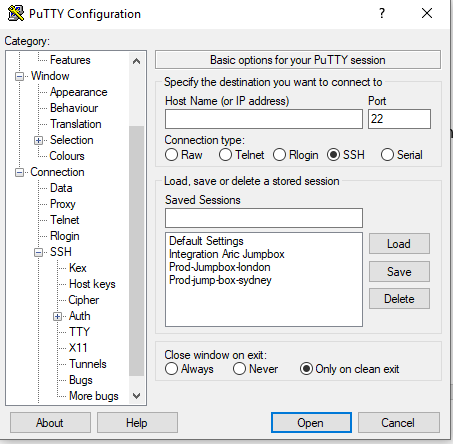 PuTTY Configuration
?
Category:
Features
Window
Appearance
Behaviour
Translation
Selection
Colours
Connection
Data
Proxy
Telnet
Rlogin
SSH
Kex
Host keys
Cipher
Auth
TTY
X11
Tunnels
Bugs
More bugs
Basic options for your PuTTY session
Specify the destination you want to connect to
Host Name (or IP address) Port
22
Connection type:
Raw Telnet Rlogin SSH Serial
Load, save or delete a stored session
Saved Sessions
Default Settings
Integration Aric Jumpbox
Prod-Jumpbox-london
Prod-jump-box-sydney
Load
Save
Delete
Close window on exit:
Always Never Only on clean exit
About Help Open Cancel